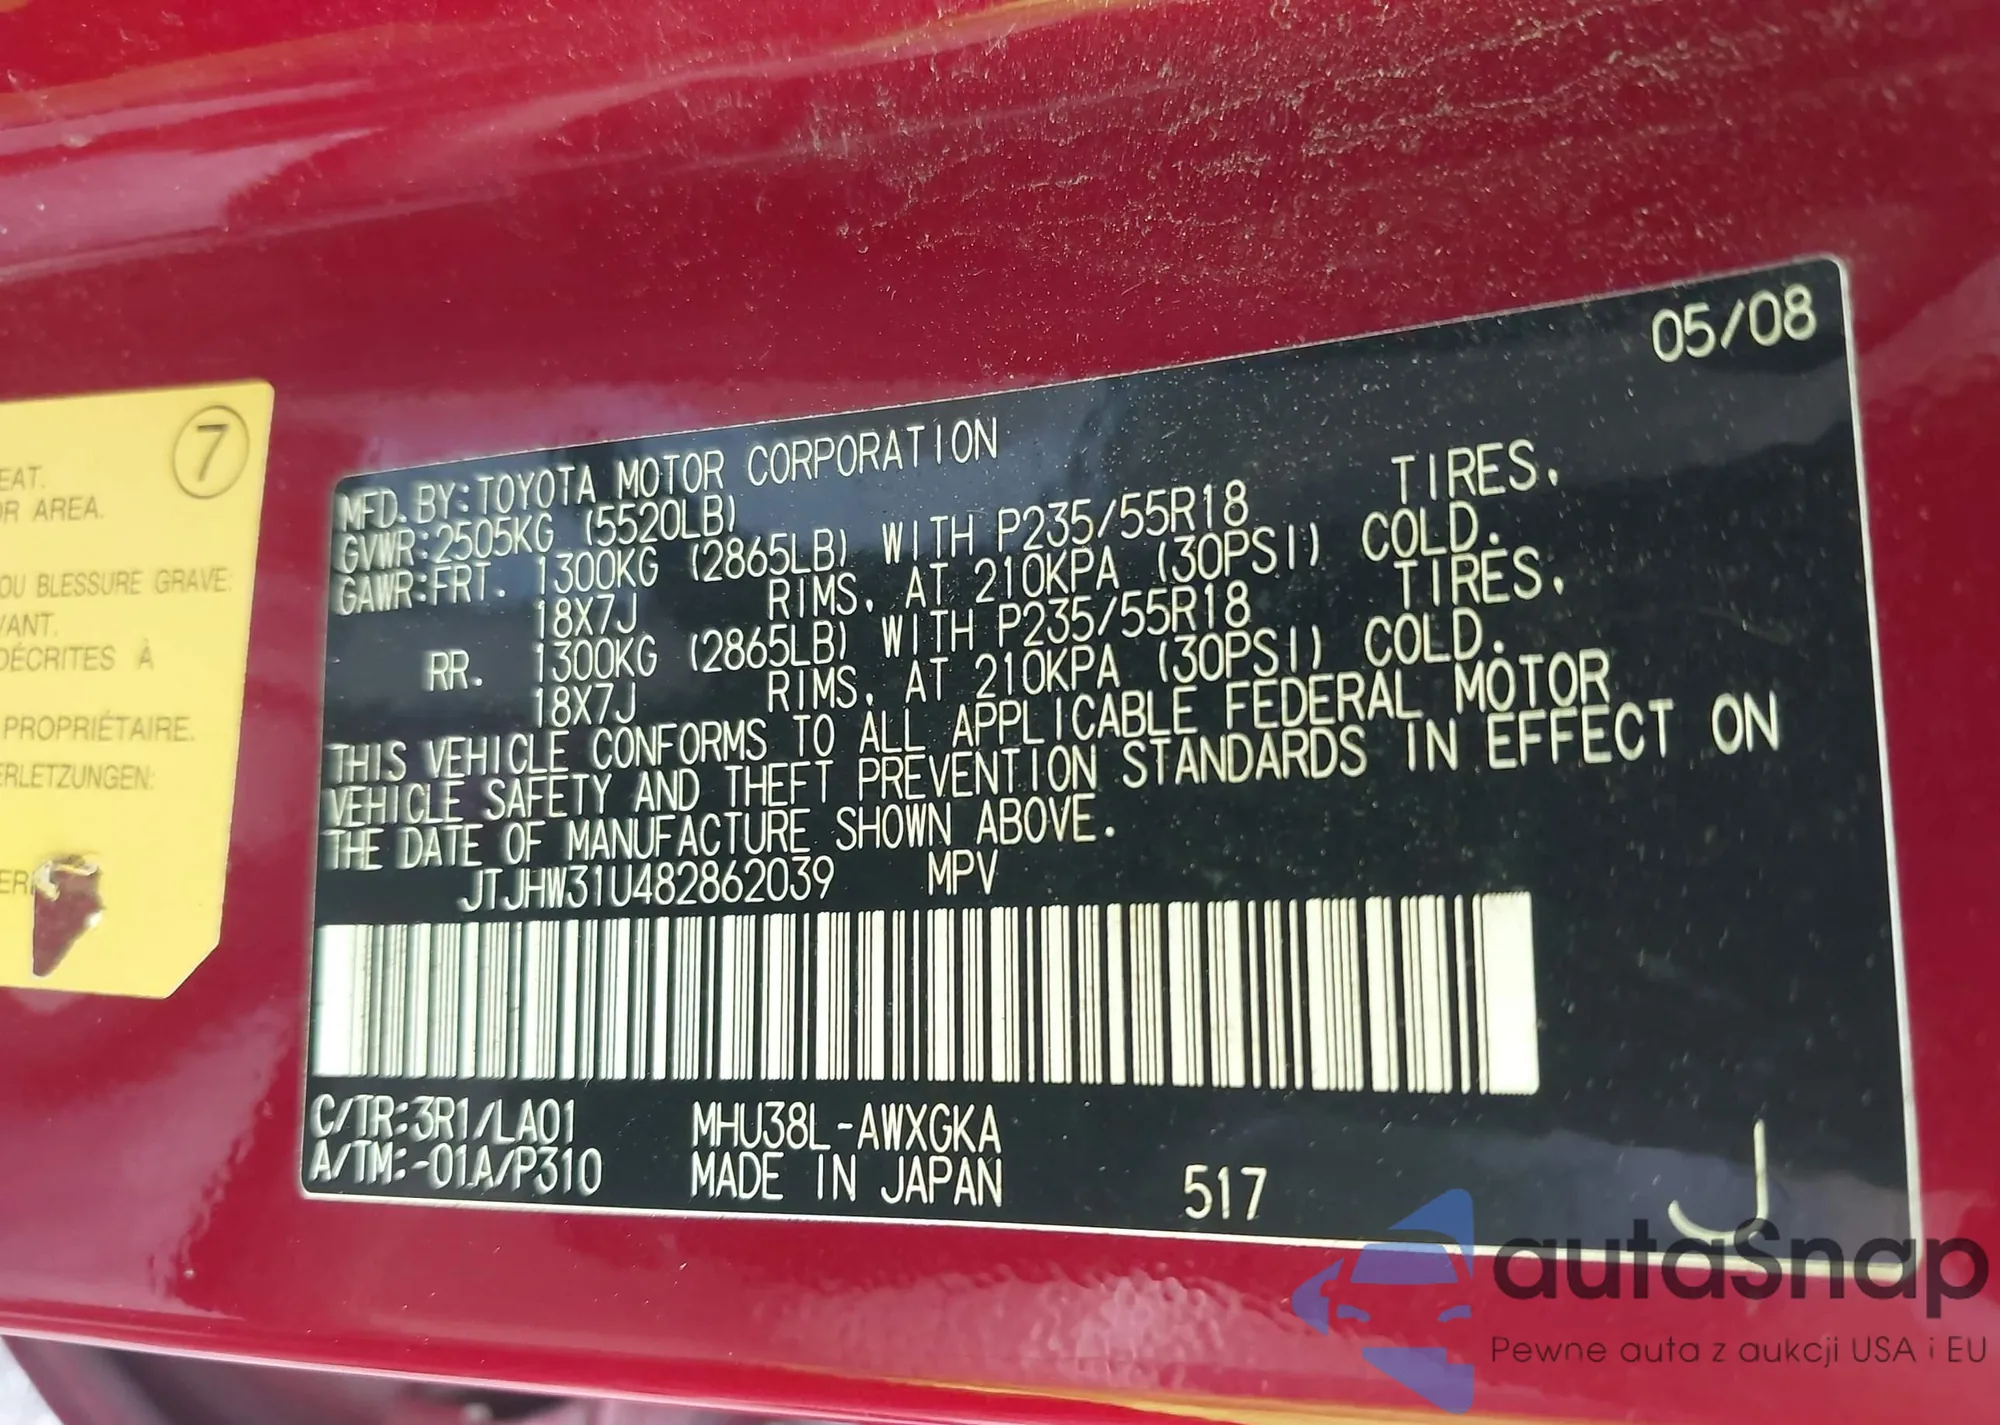 7
EAT.
OR AREA.
OU BLESSURE GRAVE:
VANT.
DÉCRITES À
PROPRIÉTAIRE.
ERLETZUNGEN:
05/08
MFD. BY: TOYOTA MOTOR CORPORATION
GVWR: 2505KG (5520LB)
GAWR: FRT. 1300KG (2865LB) WITH P235/55R18 TIRES,
18X7J RIMS, AT 210KPA (30PSI) COLD.
RR. 1300KG (2865LB) WITH P235/55R18 TIRES,
18X7J RIMS, AT 210KPA (30PSI) COLD.
THIS VEHICLE CONFORMS TO ALL APPLICABLE FEDERAL MOTOR
VEHICLE SAFETY AND THEFT PREVENTION STANDARDS IN EFFECT ON
THE DATE OF MANUFACTURE SHOWN ABOVE.
JTJHW31U482862039 MPV
C/TR: 3R1/LA01 MHU38L-AWXGKA
A/TM: -01A/P310 MADE IN JAPAN 517
J
autaSnap
Pewne auta z aukcji USA i EU